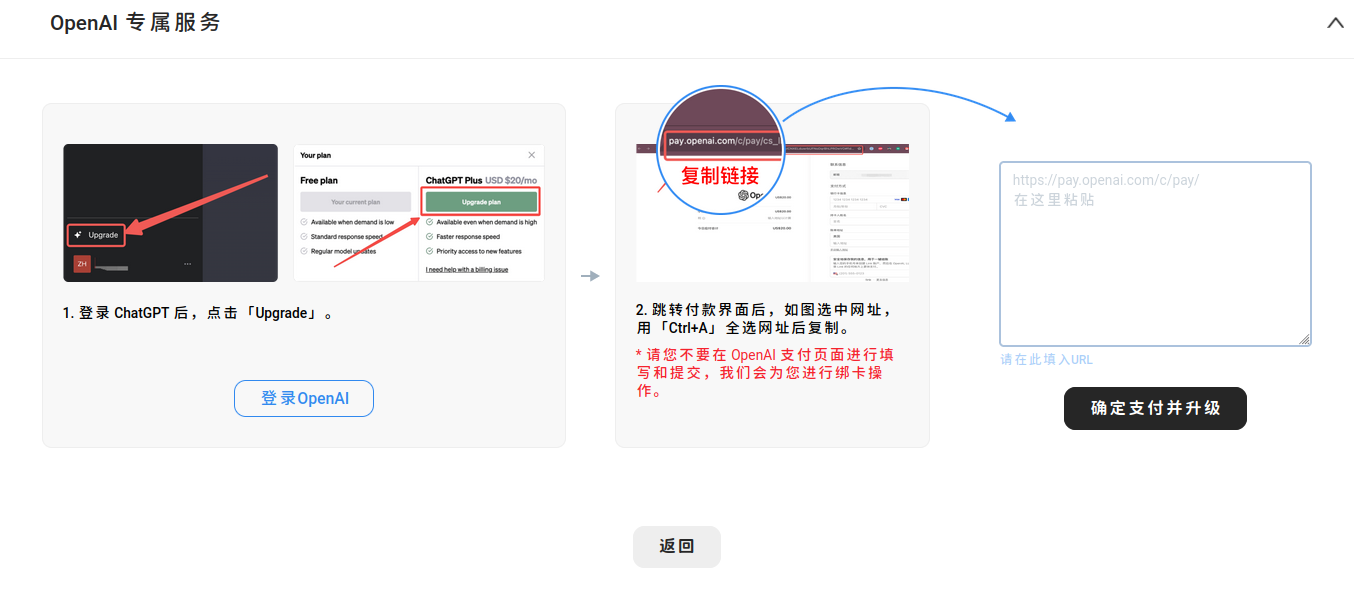 OpenAI 专属服务
Upgrade
ZH
Your plan
Free plan
Your current plan
Available when demand is low
Standard response speed
Regular model updates
ChatGPT Plus USD $20/mo
Upgrade plan
Available even when demand is high
Faster response speed
Priority access to new features
I need help with a billing issue
1. 登录 ChatGPT 后，点击「Upgrade」。
登录OpenAI
pay.openai.com/c/pay/cs_
复制链接
2. 跳转付款界面后，如图选中网址，
用「Ctrl+A」全选网址后复制。
* 请您不要在 OpenAI 支付页面进行填
写和提交，我们会为您进行绑卡操
作。
https://pay.openai.com/c/pay/
在这里粘贴
请在此填入URL
确定支付并升级
返回